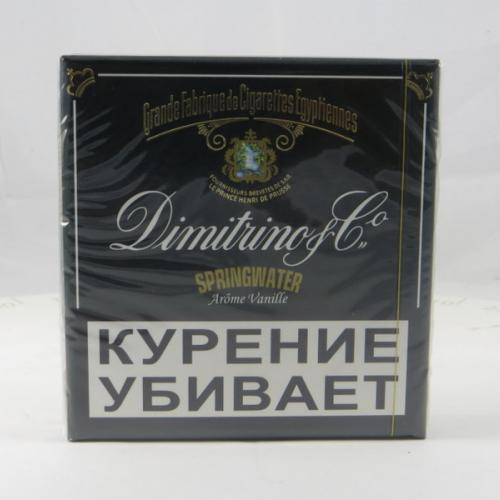 Grande Fabrique de Cigarettes Egyptiennes
FOURNISSEURS BREVETES DE S.A.R.
LE PRINCE HENRI DE PRUSSE
Dimitrino & Co
SPRINGWATER
Arôme Vanille
КУРЕНИЕ
УБИВАЕТ